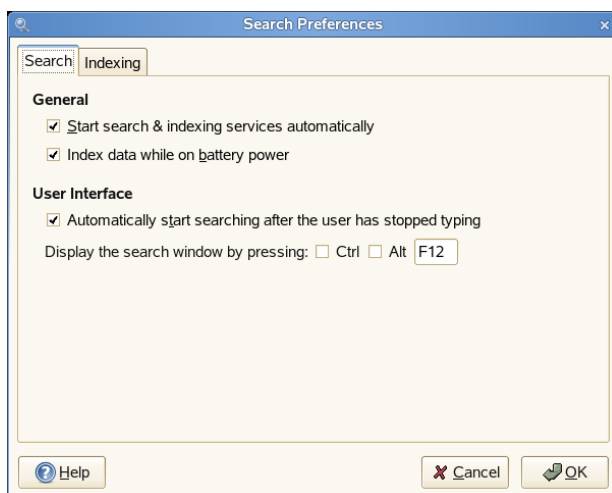 Search Preferences
Search Indexing
General
Start search & indexing services automatically
Index data while on battery power
User Interface
Automatically start searching after the user has stopped typing
Display the search window by pressing: Ctrl Alt F12
Help Cancel OK